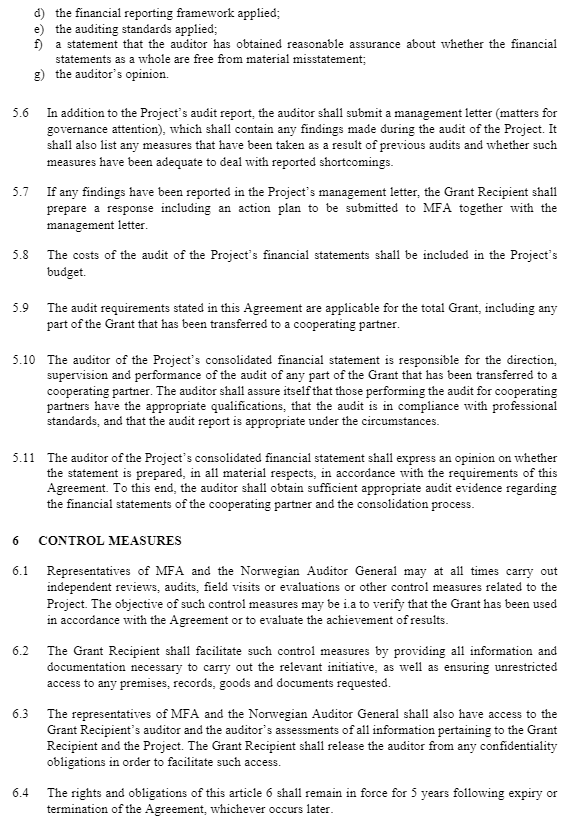 d) the financial reporting framework applied;
e) the auditing standards applied;
f) a statement that the auditor has obtained reasonable assurance about whether the financial
statements as a whole are free from material misstatement;
g) the auditor's opinion.
5.6 In addition to the Project's audit report, the auditor shall submit a management letter (matters for
governance attention), which shall contain any findings made during the audit of the Project. It
shall also list any measures that have been taken as a result of previous audits and whether such
measures have been adequate to deal with reported shortcomings.
5.7 If any findings have been reported in the Project's management letter, the Grant Recipient shall
prepare a response including an action plan to be submitted to MFA together with the
management letter.
5.8 The costs of the audit of the Project's financial statements shall be included in the Project's
budget.
5.9 The audit requirements stated in this Agreement are applicable for the total Grant, including any
part of the Grant that has been transferred to a cooperating partner.
5.10 The auditor of the Project's consolidated financial statement is responsible for the direction,
supervision and performance of the audit of any part of the Grant that has been transferred to a
cooperating partner. The auditor shall assure itself that those performing the audit for cooperating
partners have the appropriate qualifications, that the audit is in compliance with professional
standards, and that the audit report is appropriate under the circumstances.
5.11 The auditor of the Project's consolidated financial statement shall express an opinion on whether
the statement is prepared, in all material respects, in accordance with the requirements of this
Agreement. To this end, the auditor shall obtain sufficient appropriate audit evidence regarding
the financial statements of the cooperating partner and the consolidation process.
6 CONTROL MEASURES
6.1 Representatives of MFA and the Norwegian Auditor General may at all times carry out
independent reviews, audits, field visits or evaluations or other control measures related to the
Project. The objective of such control measures may be i.a to verify that the Grant has been used
in accordance with the Agreement or to evaluate the achievement of results.
6.2 The Grant Recipient shall facilitate such control measures by providing all information and
documentation necessary to carry out the relevant initiative, as well as ensuring unrestricted
access to any premises, records, goods and documents requested.
6.3 The representatives of MFA and the Norwegian Auditor General shall also have access to the
Grant Recipient's auditor and the auditor's assessments of all information pertaining to the Grant
Recipient and the Project. The Grant Recipient shall release the auditor from any confidentiality
obligations in order to facilitate such access.
6.4 The rights and obligations of this article 6 shall remain in force for 5 years following expiry or
termination of the Agreement, whichever occurs later.